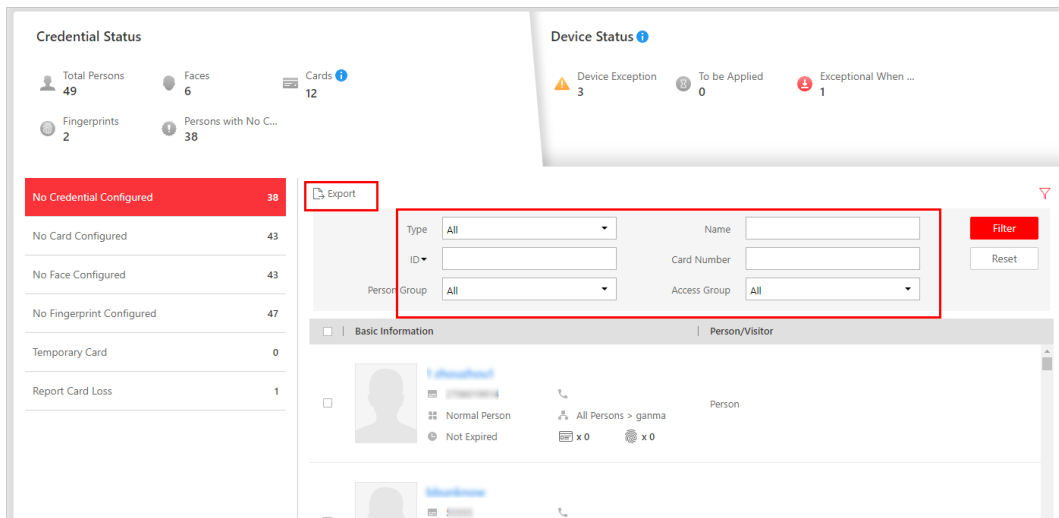 Credential Status
Device Status
Total Persons
49
Faces
6
Cards
12
Device Exception
3
To be Applied
0
Exceptional When ...
1
Fingerprints
2
Persons with No C...
38
No Credential Configured 38
No Card Configured 43
No Face Configured 43
No Fingerprint Configured 47
Temporary Card 0
Report Card Loss 1
Export
Type All Name Filter
ID Card Number Reset
Person Group All Access Group All
Basic Information Person/Visitor
Normal Person All Persons > ganma Person
Not Expired x 0 x 0